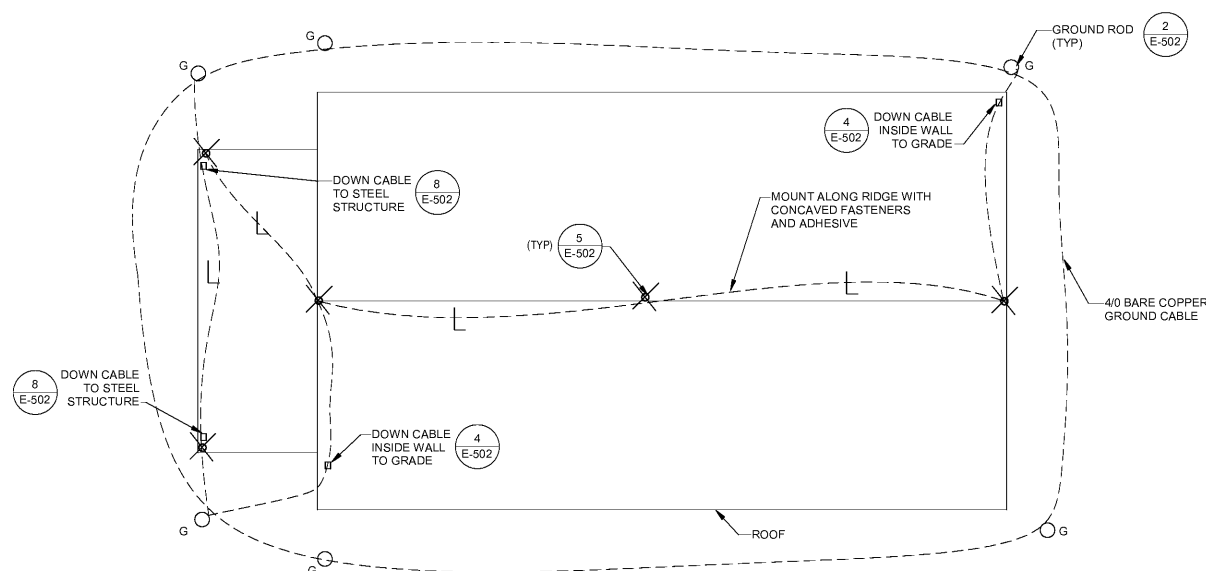 G
G
GROUND ROD
(TYP)
2
E-502
G
4
E-502
DOWN CABLE
INSIDE WALL
TO GRADE
DOWN CABLE
TO STEEL
STRUCTURE
8
E-502
MOUNT ALONG RIDGE WITH
CONCAVED FASTENERS
AND ADHESIVE
L
(TYP)
5
E-502
L
L
L
4/0 BARE COPPER
GROUND CABLE
8
E-502
DOWN CABLE
TO STEEL
STRUCTURE
DOWN CABLE
INSIDE WALL
TO GRADE
4
E-502
G
ROOF
G
G